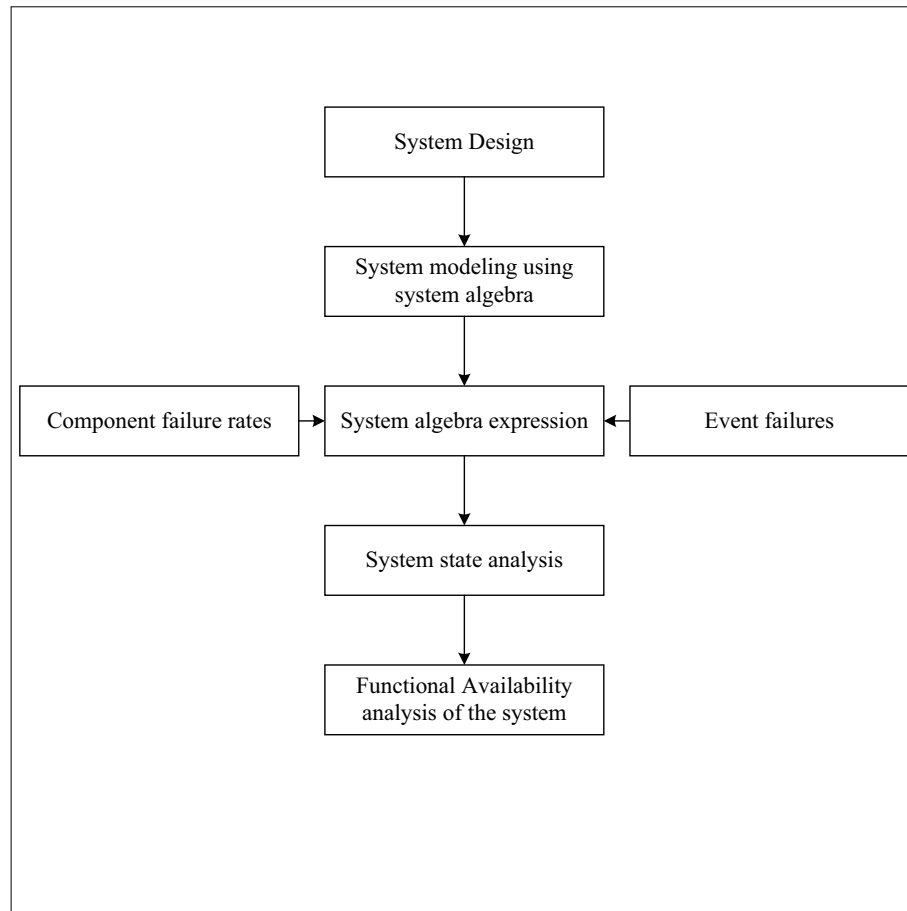 System Design
System modeling using
system algebra
Component failure rates
System algebra expression
Event failures
System state analysis
Functional Availability
analysis of the system